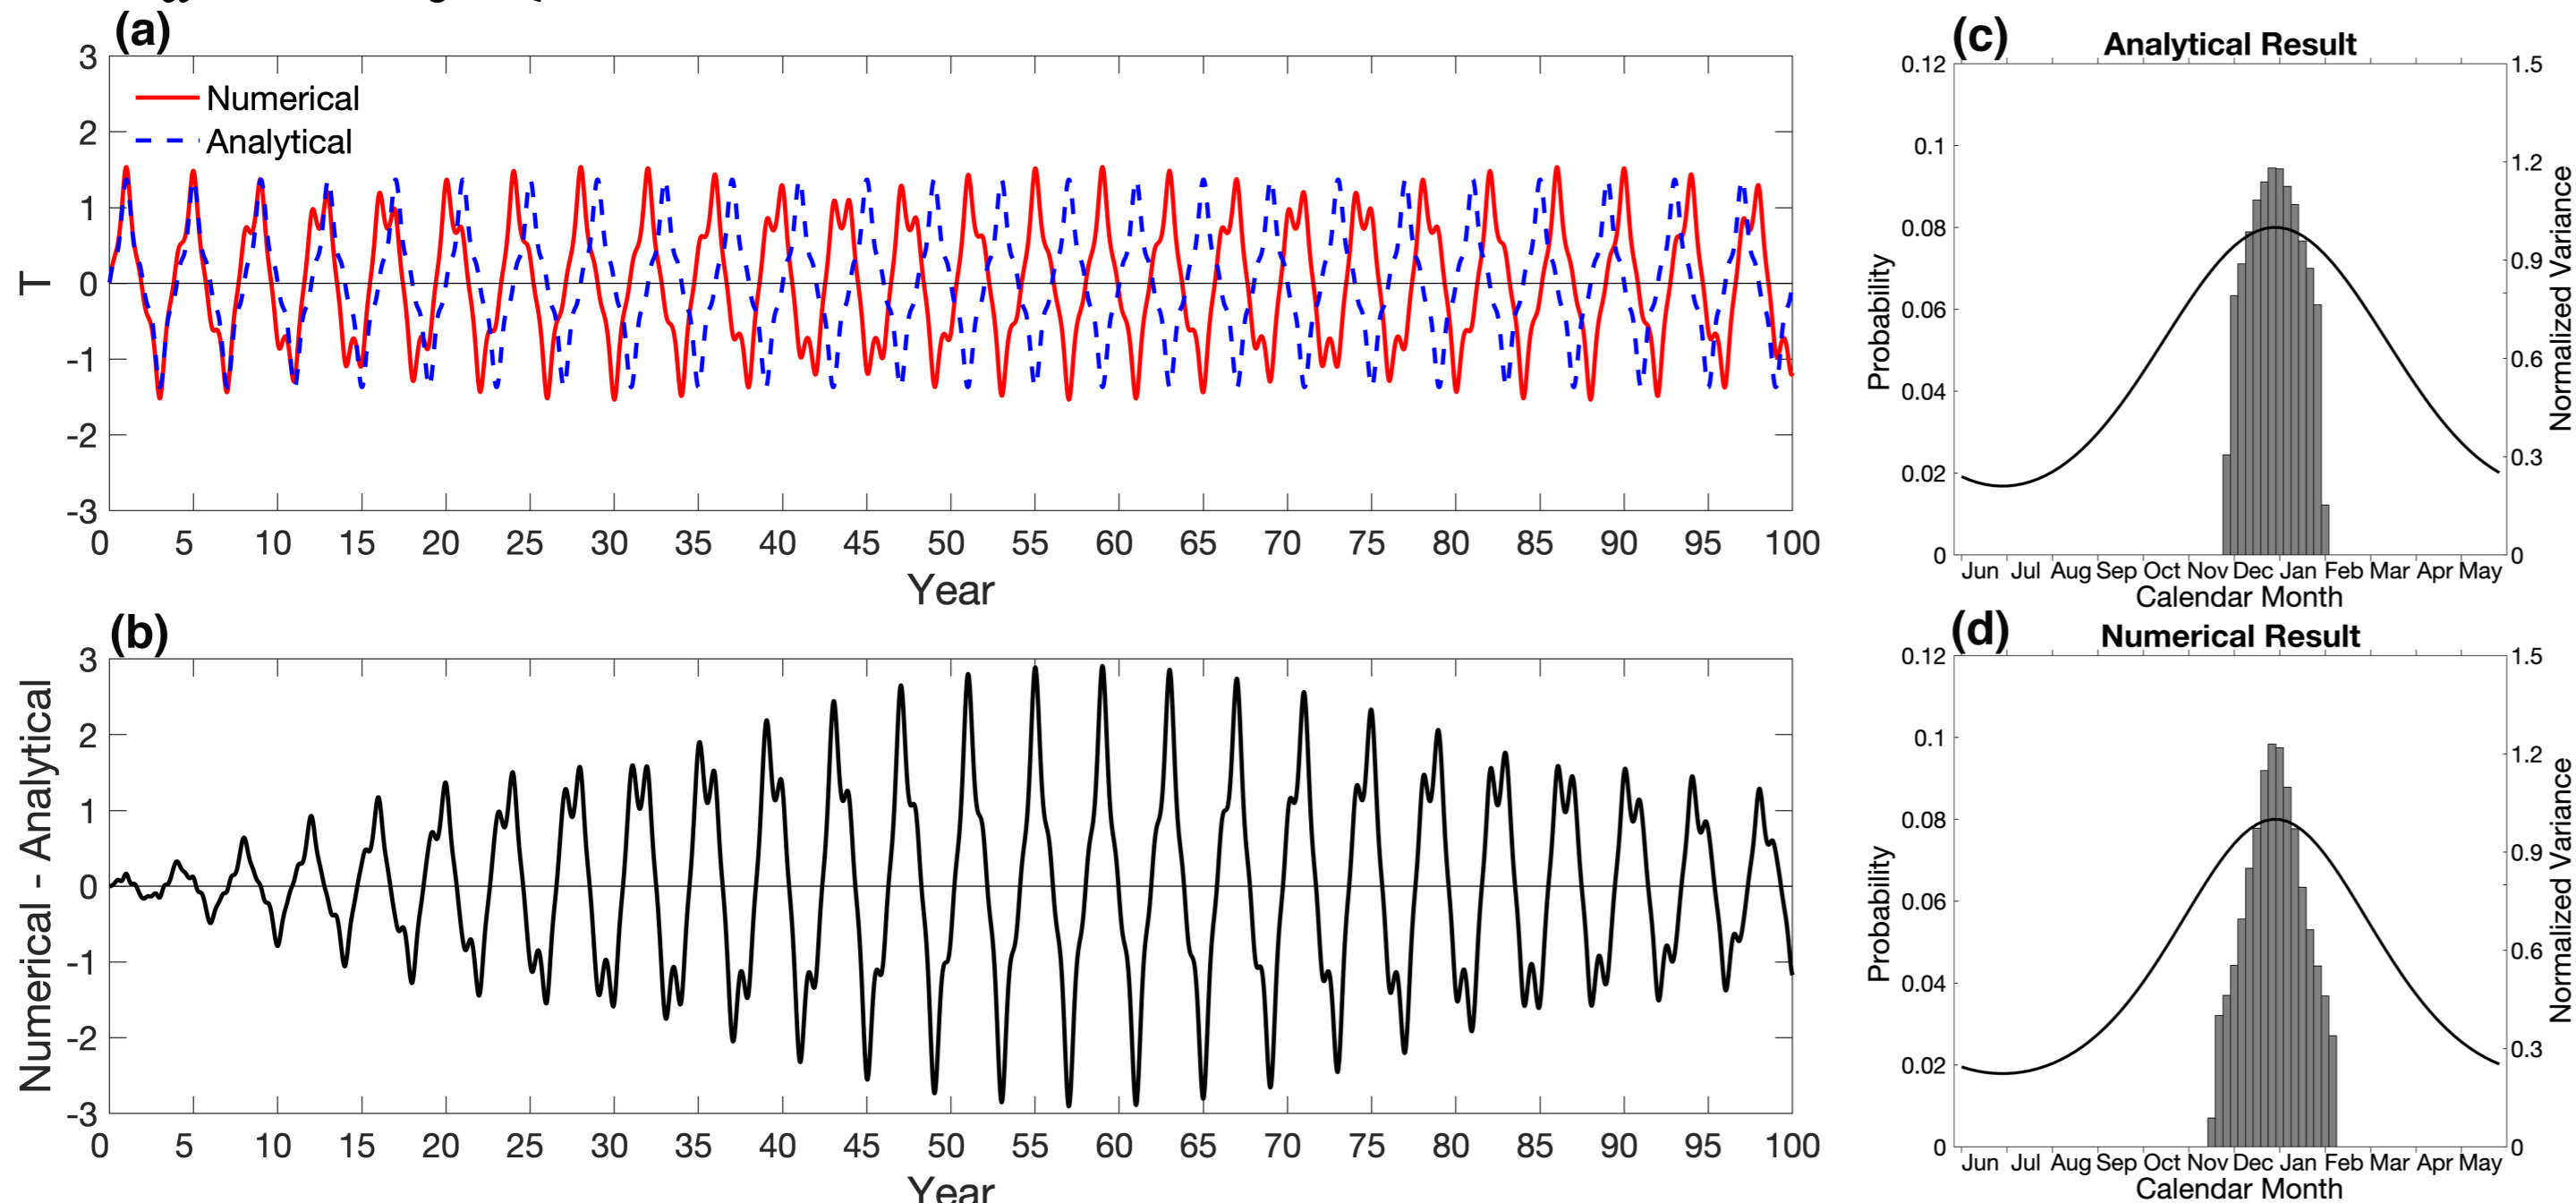 (a)
3
2
1
0
-1
-2
-3
T
Numerical
Analytical
0 5 10 15 20 25 30 35 40 45 50 55 60 65 70 75 80 85 90 95 100
Year
(b)
3
2
1
0
-1
-2
-3
Numerical - Analytical
0 5 10 15 20 25 30 35 40 45 50 55 60 65 70 75 80 85 90 95 100
Year
(c)
Analytical Result
0.12
0.1
0.08
0.06
0.04
0.02
0
Probability
1.5
1.2
0.9
0.6
0.3
0
Normalized Variance
Jun Jul Aug Sep Oct Nov Dec Jan Feb Mar Apr May
Calendar Month
(d)
Numerical Result
0.12
0.1
0.08
0.06
0.04
0.02
0
Probability
1.5
1.2
0.9
0.6
0.3
0
Normalized Variance
Jun Jul Aug Sep Oct Nov Dec Jan Feb Mar Apr May
Calendar Month